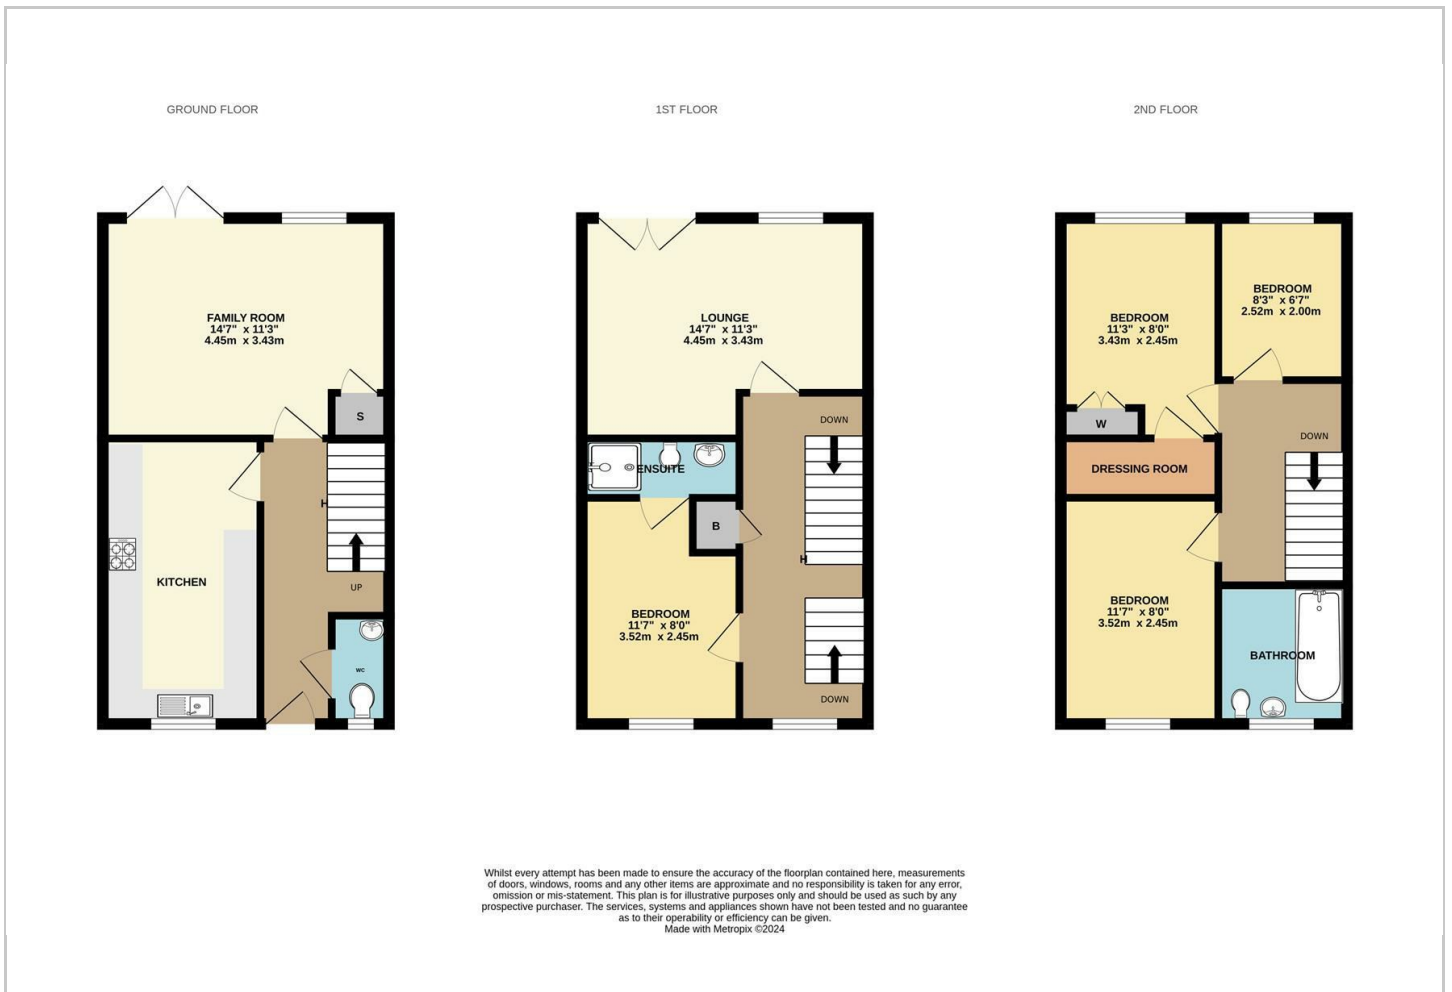 GROUND FLOOR
1ST FLOOR
2ND FLOOR
FAMILY ROOM
14'7" x 11'3"
4.45m x 3.43m
S
KITCHEN
H
UP
WC
LOUNGE
14'7" x 11'3"
4.45m x 3.43m
DOWN
ENSUITE
B
H
BEDROOM
11'7" x 8'0"
3.52m x 2.45m
DOWN
BEDROOM
11'3" x 8'0"
3.43m x 2.45m
BEDROOM
8'3" x 6'7"
2.52m x 2.00m
W
DOWN
DRESSING ROOM
BEDROOM
11'7" x 8'0"
3.52m x 2.45m
BATHROOM
Whilst every attempt has been made to ensure the accuracy of the floorplan contained here, measurements
of doors, windows, rooms and any other items are approximate and no responsibility is taken for any error,
omission or mis-statement. This plan is for illustrative purposes only and should be used as such by any
prospective purchaser. The services, systems and appliances shown have not been tested and no guarantee
as to their operability or efficiency can be given.
Made with Metropix ©2024